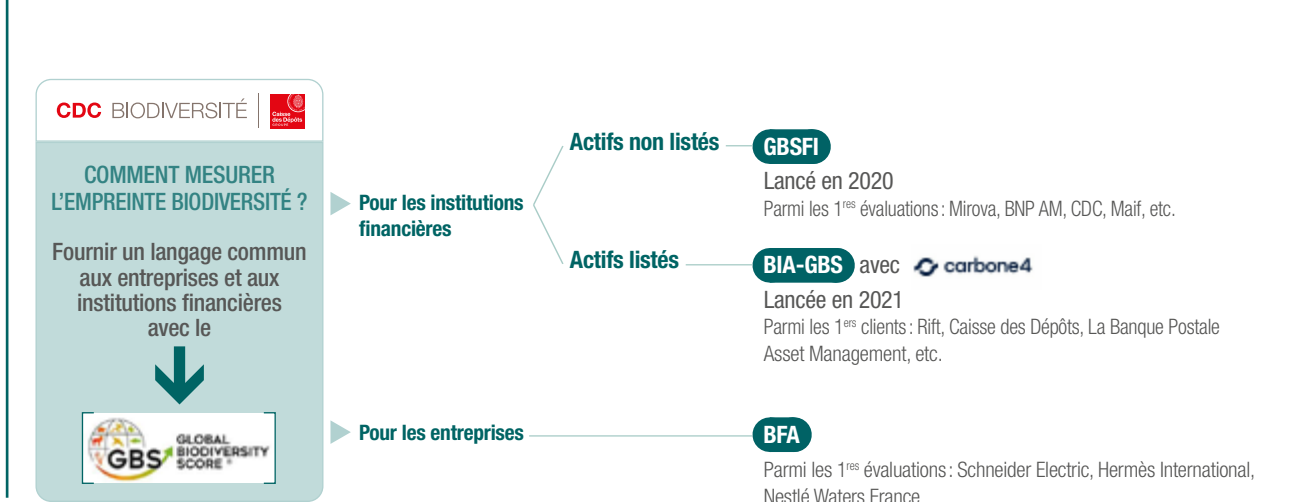 CDC BIODIVERSITÉ
Caisse
des Dépôts
GROUPE
COMMENT MESURER
L'EMPREINTE BIODIVERSITÉ ?
Fournir un langage commun
aux entreprises et aux
institutions financières
avec le
GBS
GLOBAL
BIODIVERSITY
SCORE ®
Pour les institutions
financières
Actifs non listés
GBSFI
Lancé en 2020
Parmi les 1res évaluations : Mirova, BNP AM, CDC, Maif, etc.
Actifs listés
BIA-GBS avec carbone4
Lancée en 2021
Parmi les 1ers clients : Rift, Caisse des Dépôts, La Banque Postale
Asset Management, etc.
Pour les entreprises
BFA
Parmi les 1res évaluations : Schneider Electric, Hermès International,
Nestlé Waters France